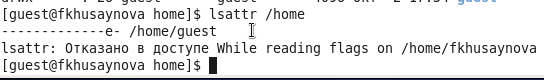 [guest@fkhusaynova home]$ lsattr /home
-------------e- /home/guest
lsattr: Отказано в доступе While reading flags on /home/fkhusaynova
[guest@fkhusaynova home]$